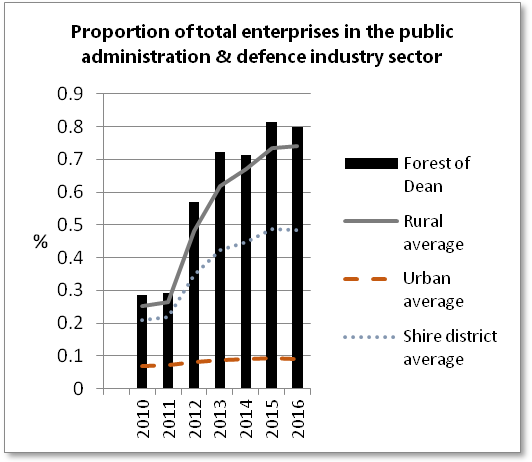 Proportion of total enterprises in the public
administration & defence industry sector
0.9
0.8
0.7
0.6
0.5
0.4
0.3
0.2
0.1
0
%
2010
2011
2012
2013
2014
2015
2016
Forest of
Dean
Rural
average
Urban
average
Shire district
average